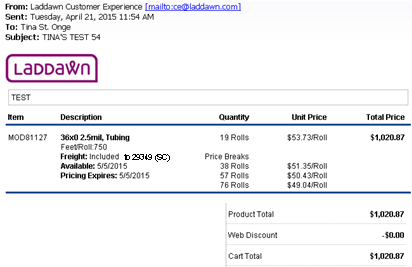 From: Laddawn Customer Experience [mailto:ce@laddawn.com]
Sent: Tuesday, April 21, 2015 11:54 AM
To: Tina St. Onge
Subject: TINA'S TEST 54
LADDAWN
TEST
Item Description Quantity Unit Price Total Price
MOD81127 36x0 2.5mil, Tubing 19 Rolls $53.73/Roll $1,020.87
Feet/Roll:750
Freight: Included to 29349 (SC) Price Breaks
Available: 5/5/2015 38 Rolls $51.35/Roll
Pricing Expires: 5/5/2015 57 Rolls $50.43/Roll
76 Rolls $49.04/Roll
Product Total $1,020.87
Web Discount -$0.00
Cart Total $1,020.87